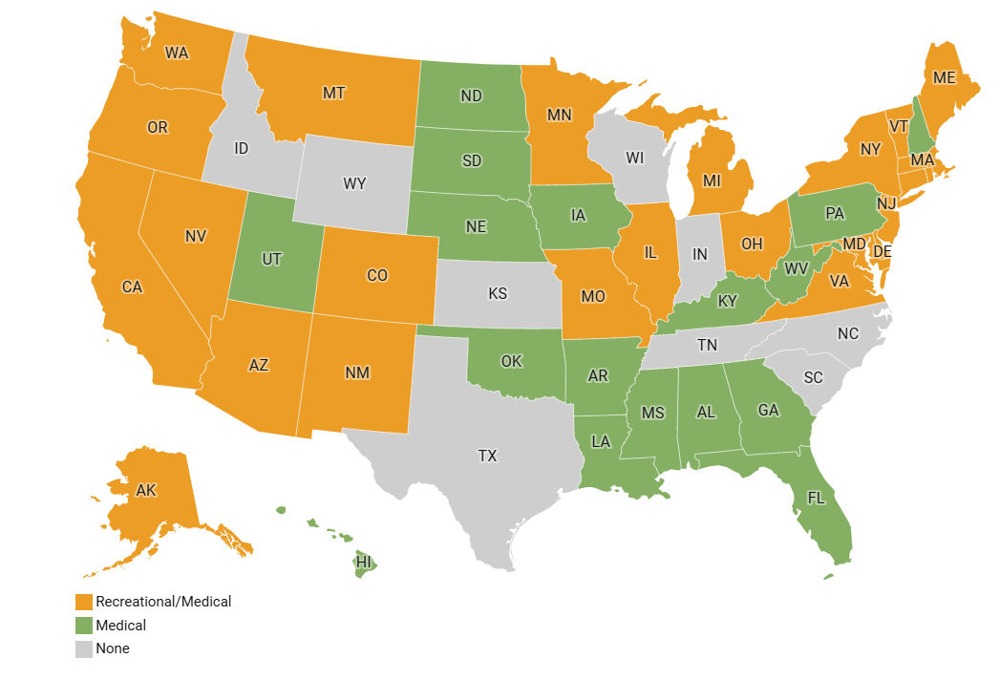 WA
MT
ND
MN
ME
OR
ID
VT
NY
SD
WI
MA
WY
MI
NJ
NE
IA
PA
NV
UT
CO
IL
IN
OH
MD
DE
CA
KS
MO
WV
VA
KY
AZ
NM
OK
TN
NC
AR
SC
MS
AL
GA
TX
LA
AK
FL
HI
Recreational/Medical
Medical
None